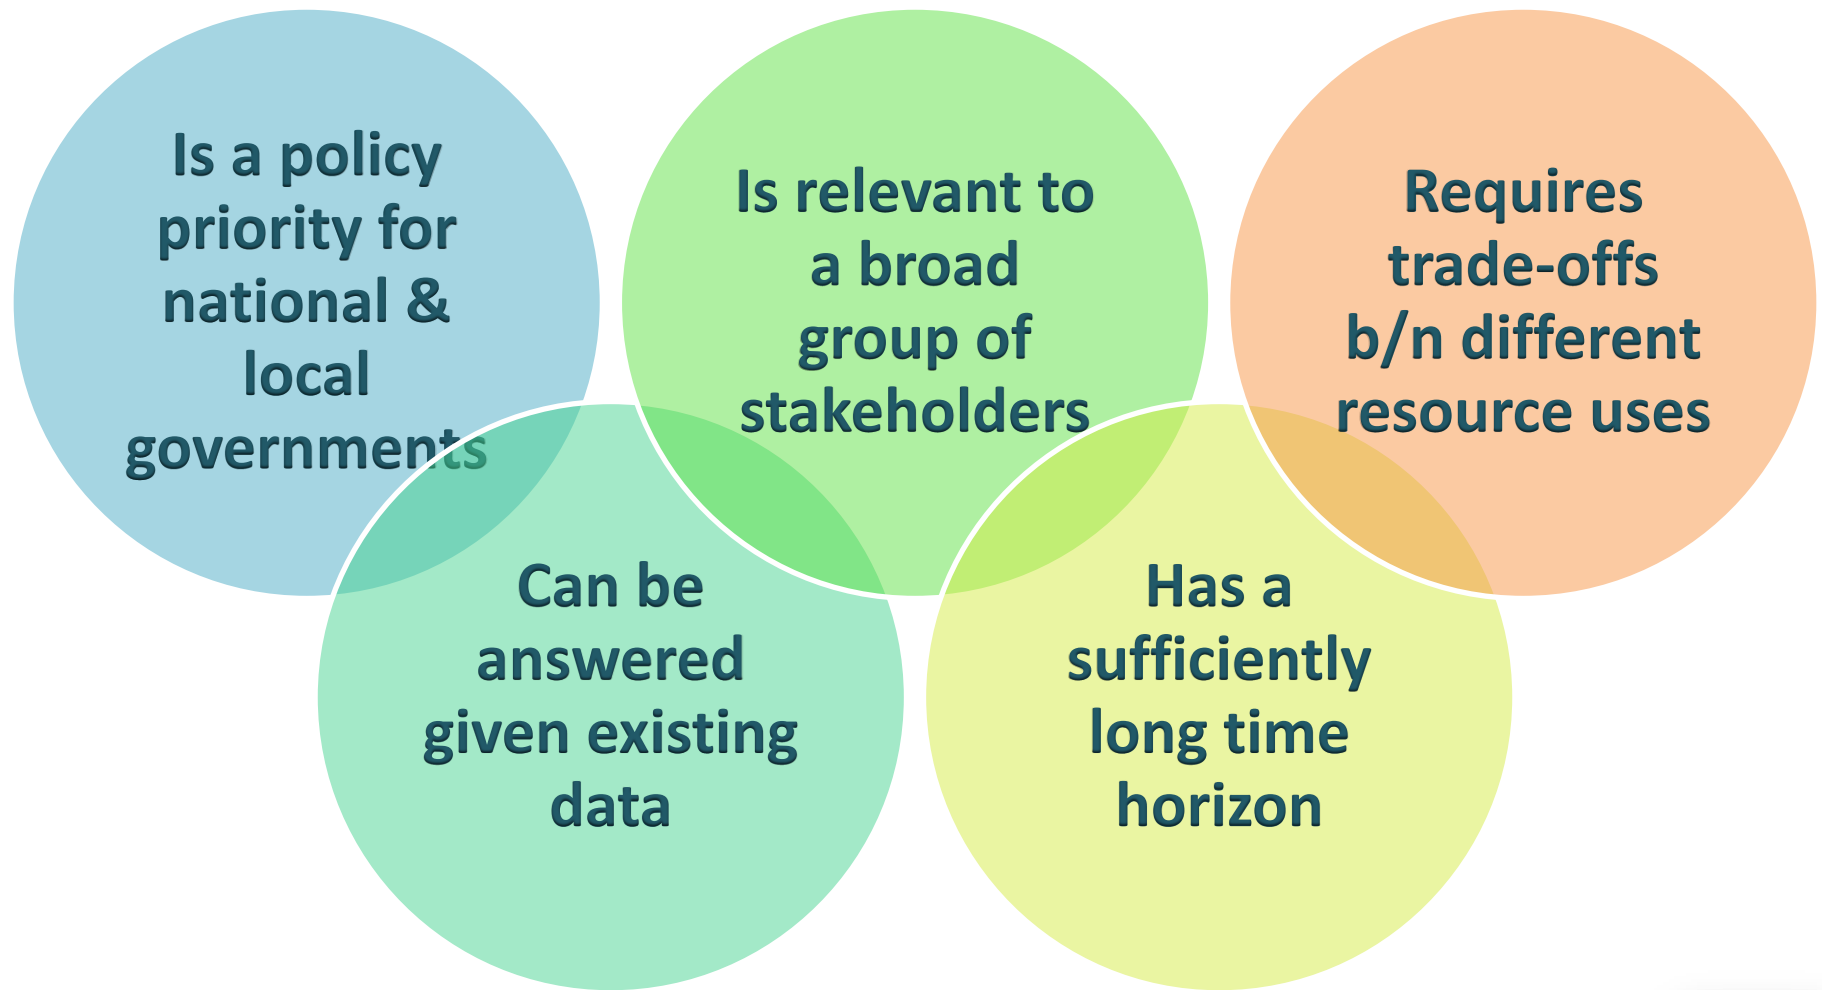 Is a policy
priority for
national &
local
governments
Is relevant to
a broad
group of
stakeholders
Requires
trade-offs
b/n different
resource uses
Can be
answered
given existing
data
Has a
sufficiently
long time
horizon